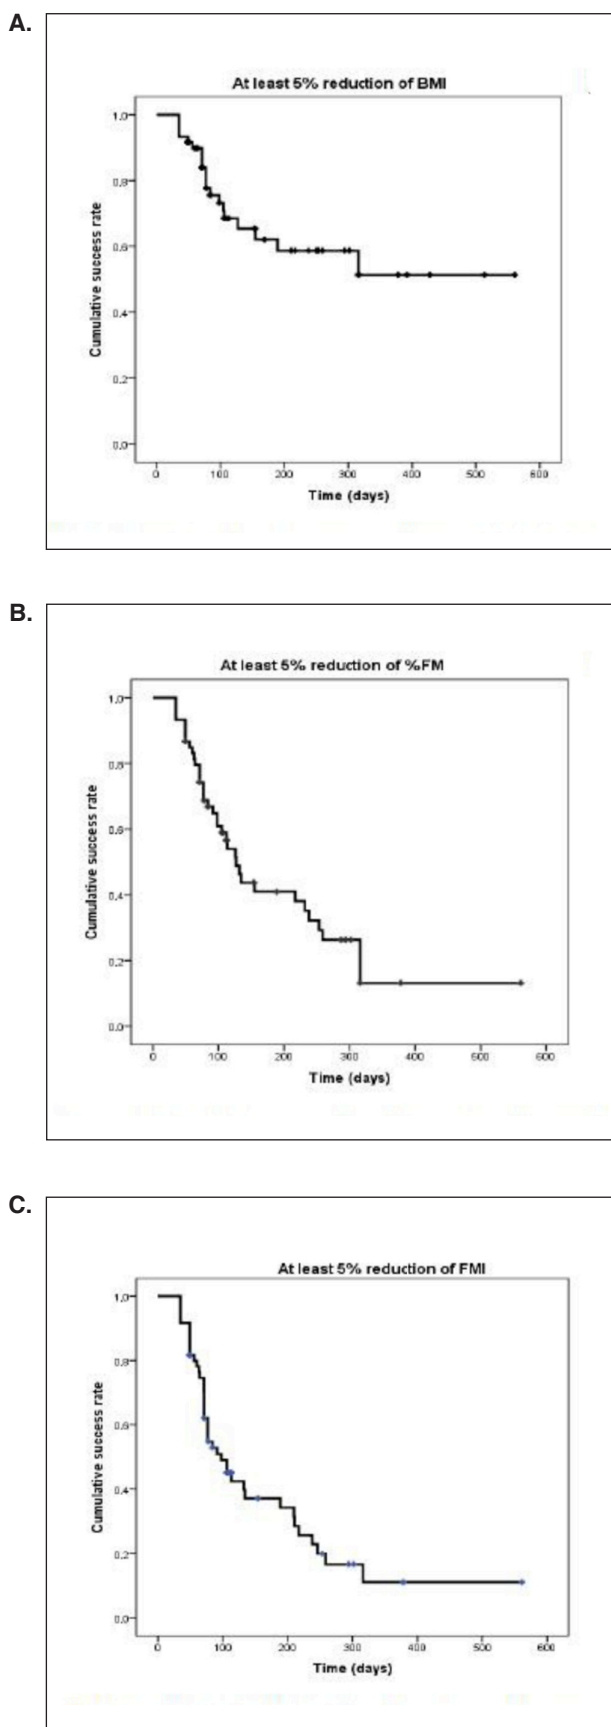 A.
At least 5% reduction of BMI
Cumulative success rate
1,0
0,8
0,6
0,4
0,2
0,0
0 100 200 300 400 500 600
Time (days)
B.
At least 5% reduction of %FM
Cumulative success rate
1,0
0,8
0,6
0,4
0,2
0,0
0 100 200 300 400 500 600
Time (days)
C.
At least 5% reduction of FMI
Cumulative success rate
1,0
0,8
0,6
0,4
0,2
0,0
0 100 200 300 400 500 600
Time (days)